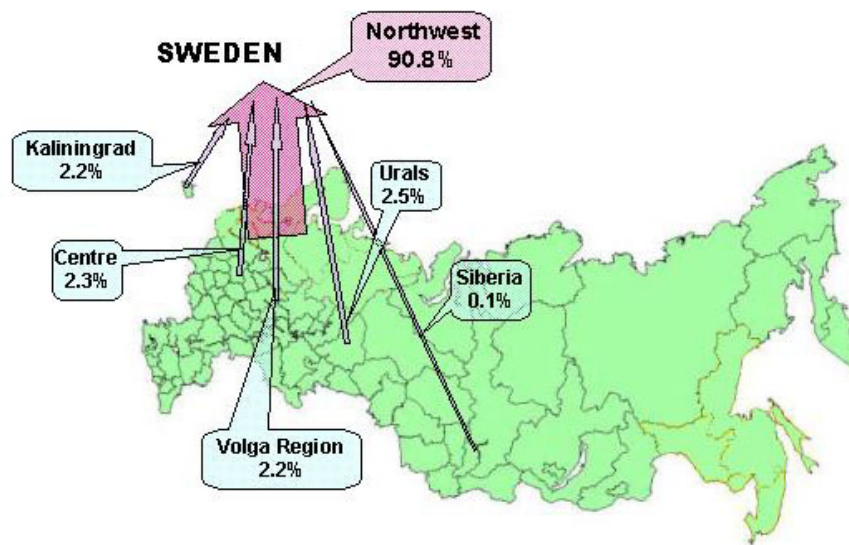 Northwest
90.8%
SWEDEN
Kaliningrad
2.2%
Urals
2.5%
Centre
2.3%
Siberia
0.1%
Volga Region
2.2%